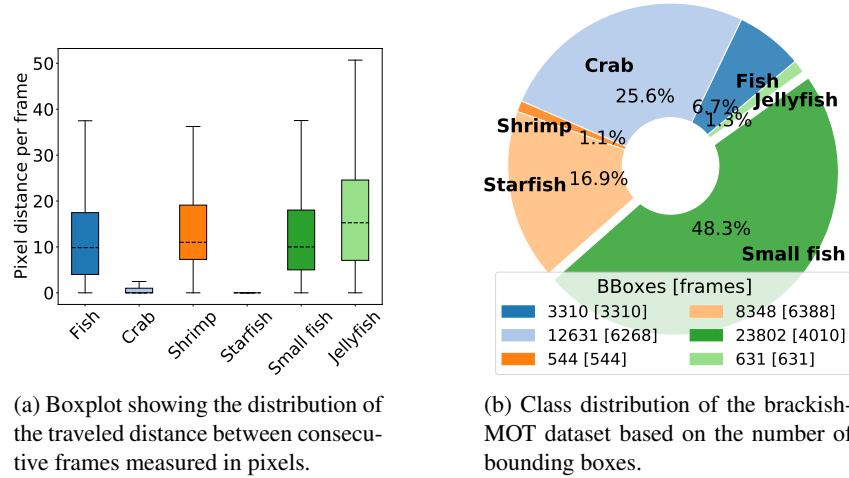 50
40
30
20
10
0
Pixel distance per frame
Fish
Crab
Shrimp
Starfish
Small fish
Jellyfish
(a) Boxplot showing the distribution of
the traveled distance between consecu-
tive frames measured in pixels.
Crab
25.6%
Fish
6.7%
Jellyfish
1.3%
Shrimp
1.1%
Starfish
16.9%
48.3%
Small fish
BBoxes [frames]
3310 [3310]
12631 [6268]
544 [544]
8348 [6388]
23802 [4010]
631 [631]
(b) Class distribution of the brackish-
MOT dataset based on the number of
bounding boxes.